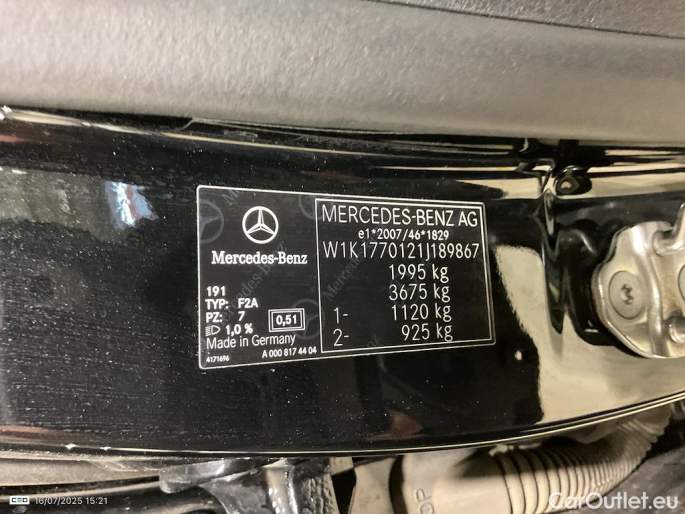 MERCEDES-BENZ AG
e1*2007/46*1829
W1K1770121J189867
1995 kg
3675 kg
1- 1120 kg
2- 925 kg
Mercedes-Benz
191
TYP: F2A
PZ: 7
1,0 % 0,51
Made in Germany
4171696 A 000 817 44 04
16/07/2025 15:21
CarOutlet.eu